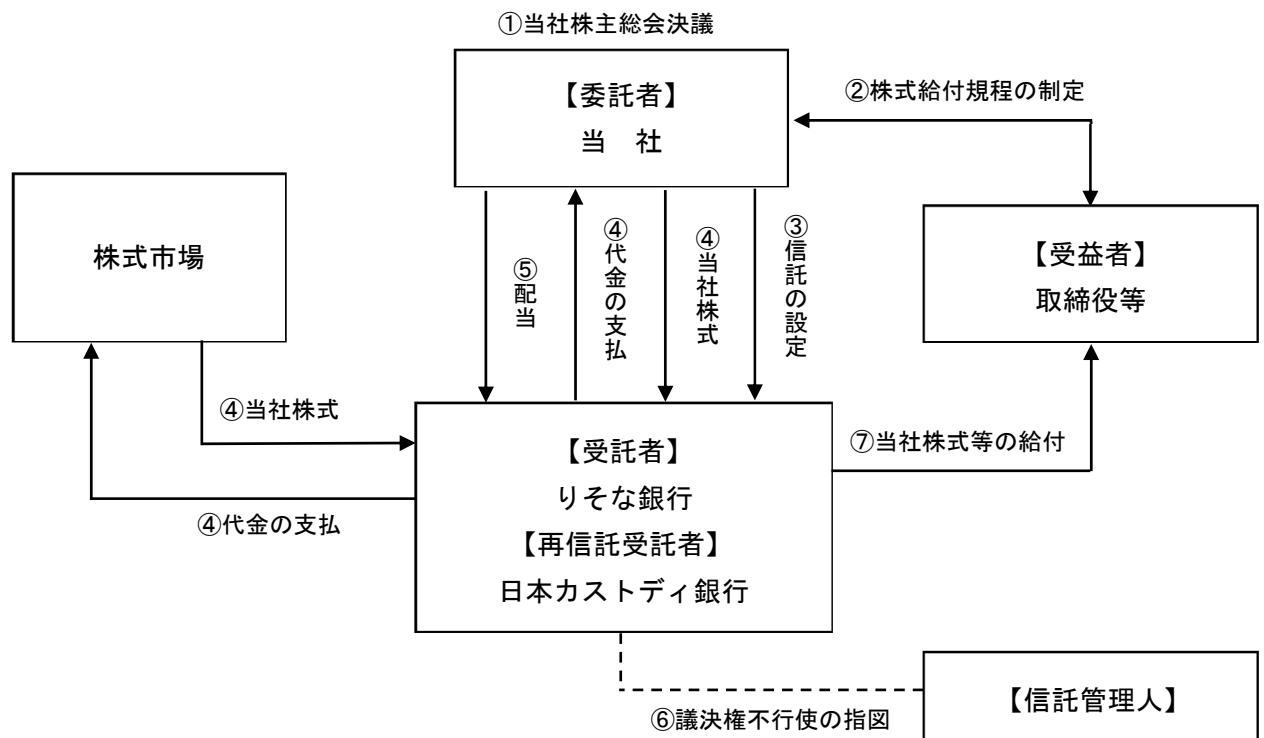 ①当社株主総会決議
【委託者】
当　社
②株式給付規程の制定
株式市場
【受益者】
取締役等
⑤配当
④代金の支払
④当社株式
③信託の設定
④当社株式
④代金の支払
【受託者】
りそな銀行
【再信託受託者】
日本カストディ銀行
⑦当社株式等の給付
⑥議決権不行使の指図
【信託管理人】